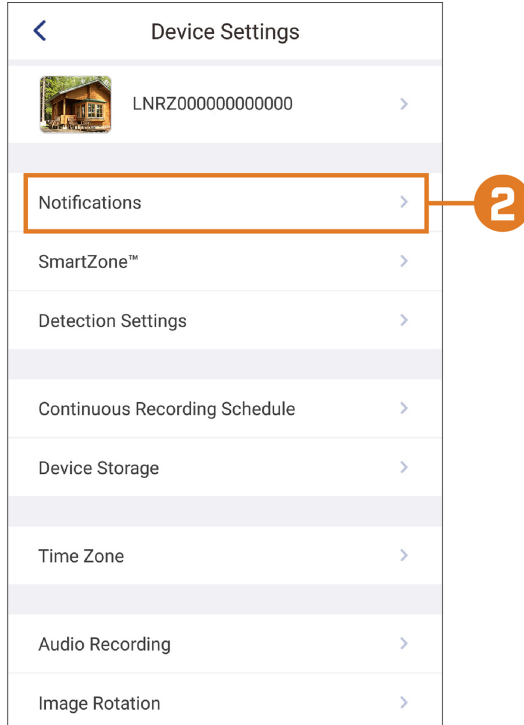 Device Settings
LNRZ000000000000
Notifications
2
SmartZone™
Detection Settings
Continuous Recording Schedule
Device Storage
Time Zone
Audio Recording
Image Rotation